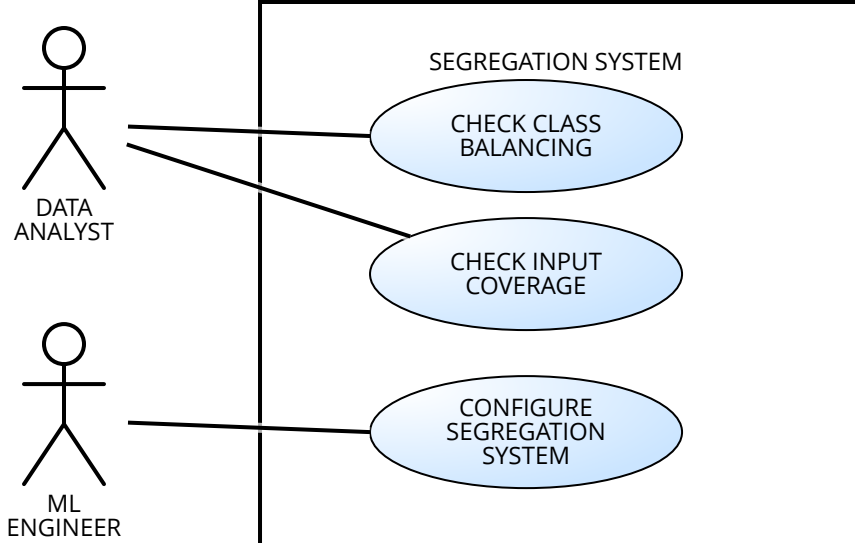 SEGREGATION SYSTEM
CHECK CLASS
BALANCING
DATA
ANALYST
CHECK INPUT
COVERAGE
CONFIGURE
SEGREGATION
SYSTEM
ML
ENGINEER